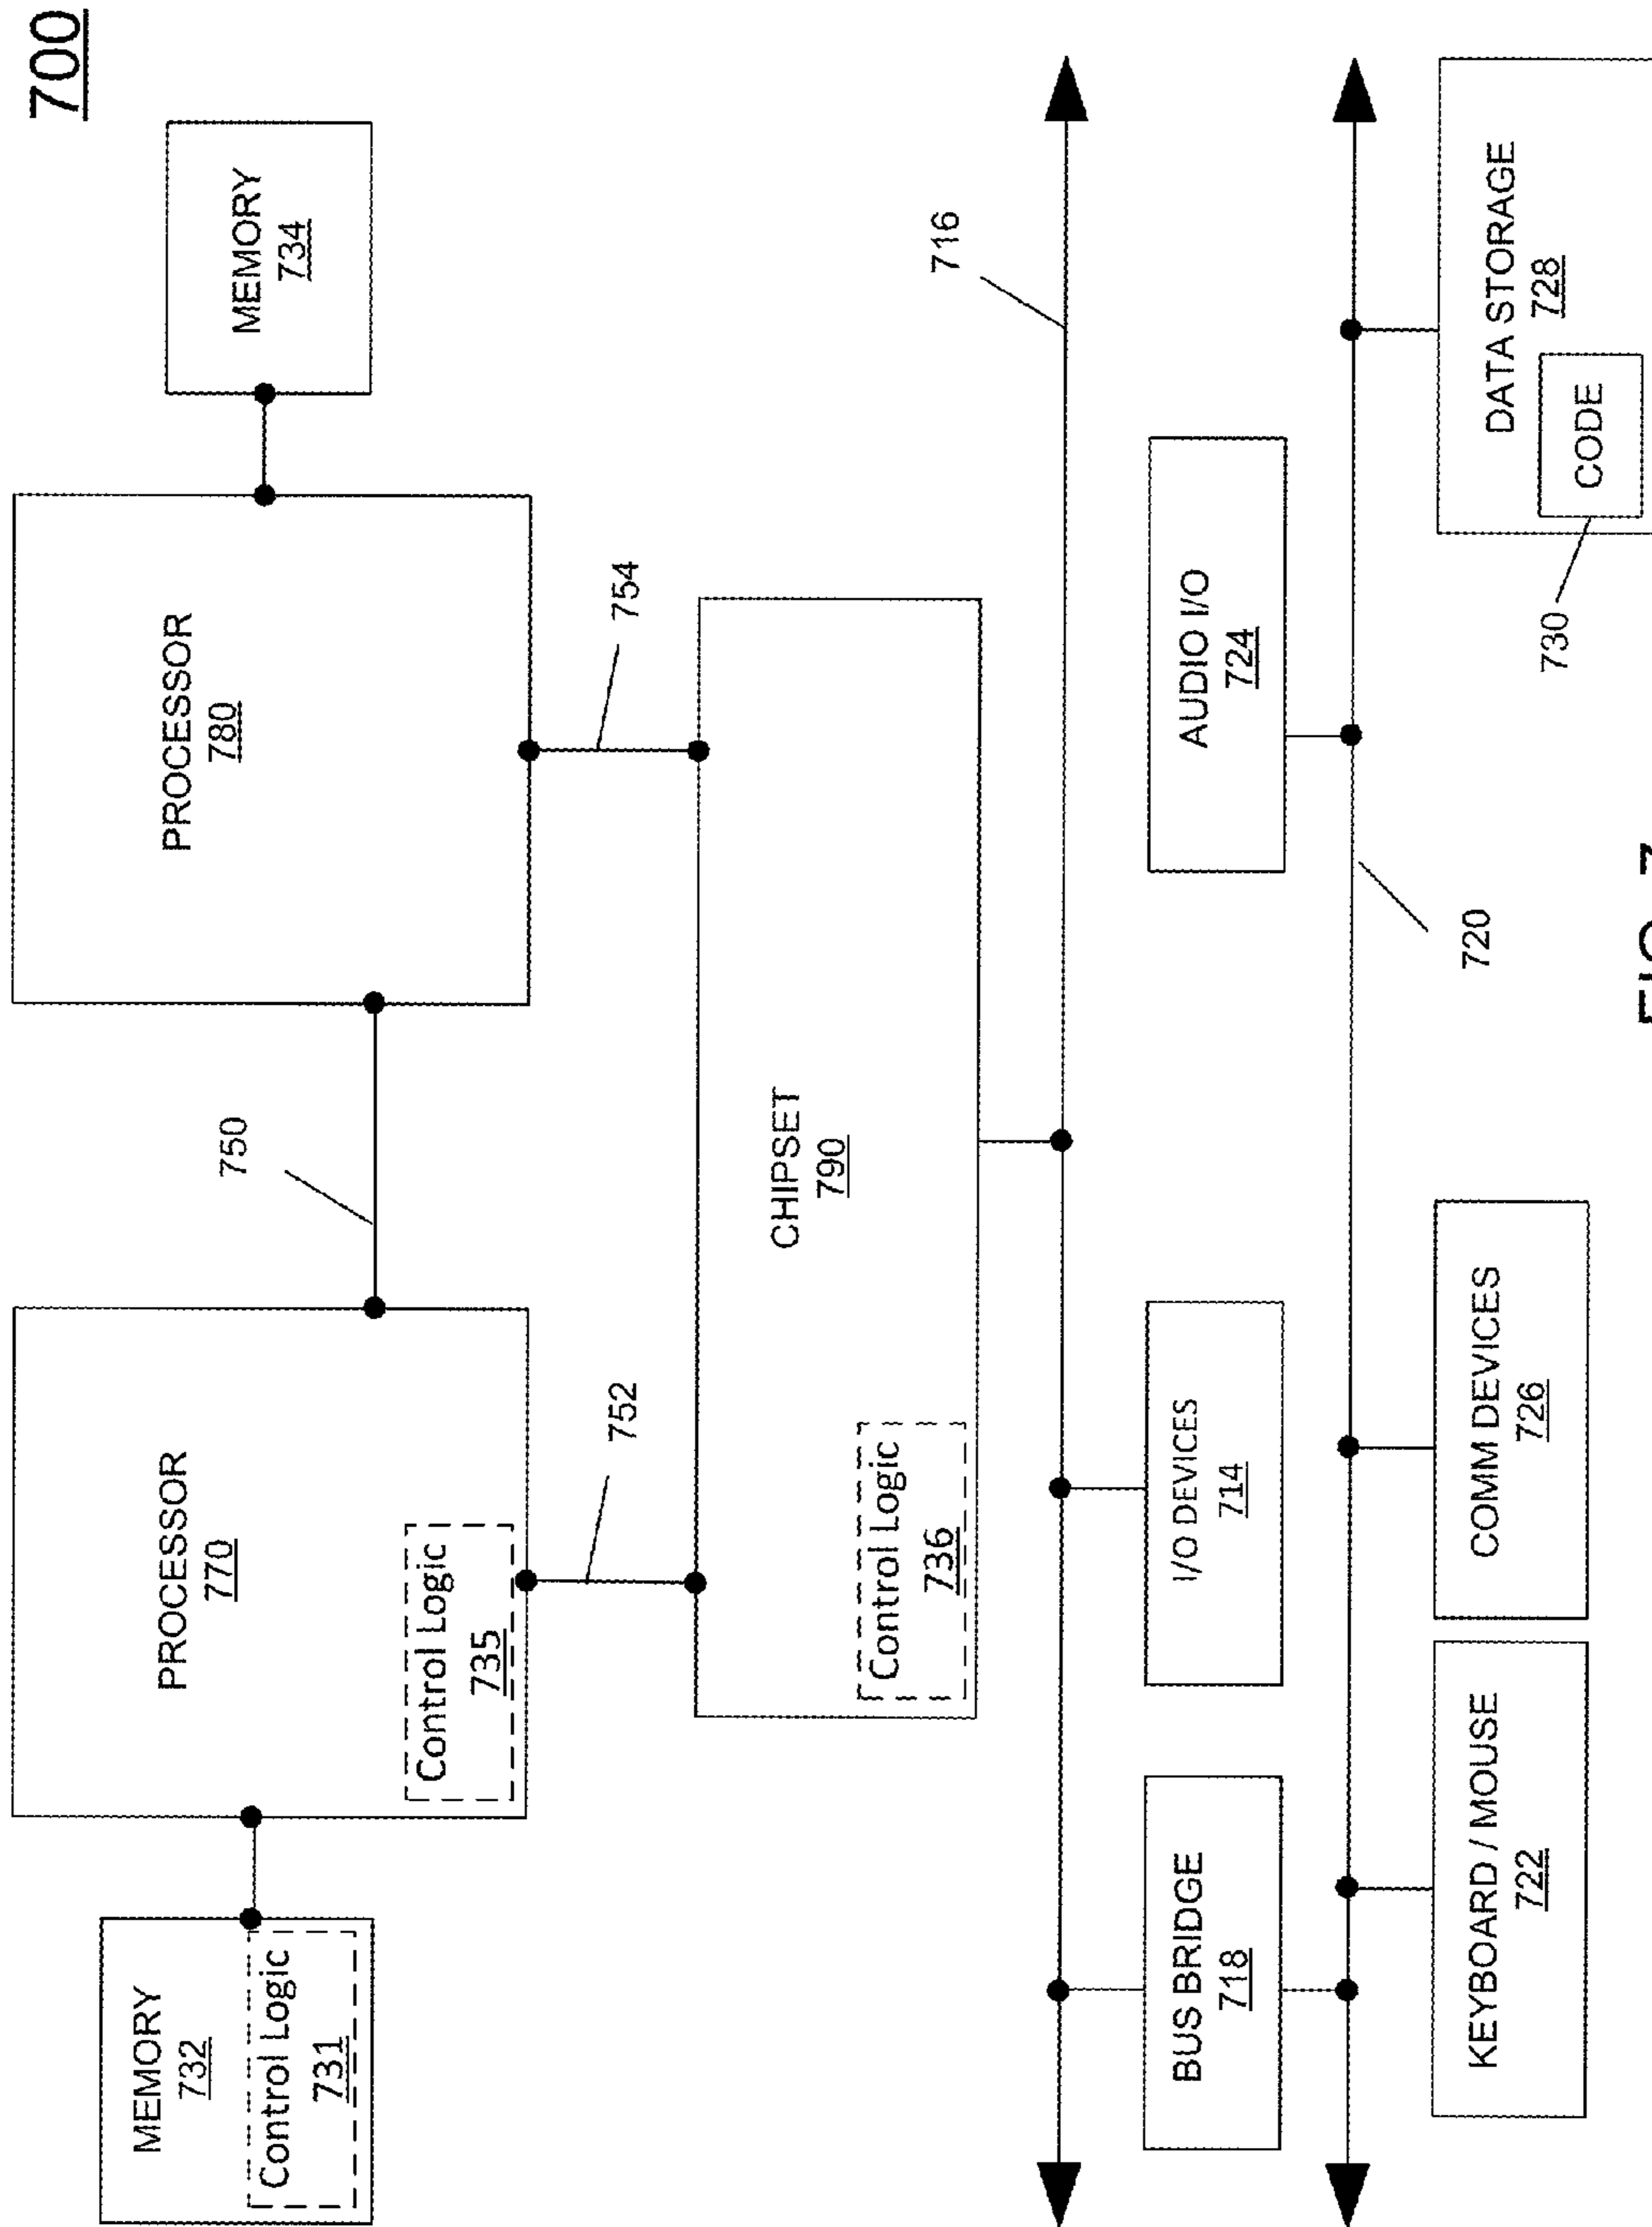 700
MEMORY
732
Control Logic
731
PROCESSOR
770
Control Logic
735
750
PROCESSOR
780
MEMORY
734
752
754
CHIPSET
790
Control Logic
736
716
BUS BRIDGE
718
I/O DEVICES
714
AUDIO I/O
724
720
KEYBOARD / MOUSE
722
COMM DEVICES
726
DATA STORAGE
728
CODE
730